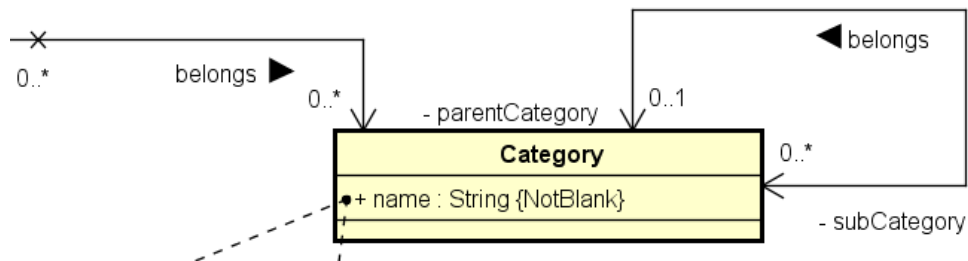 belongs
0..*
belongs
0..*
0..1
- parentCategory
Category
0..*
+ name : String {NotBlank}
- subCategory